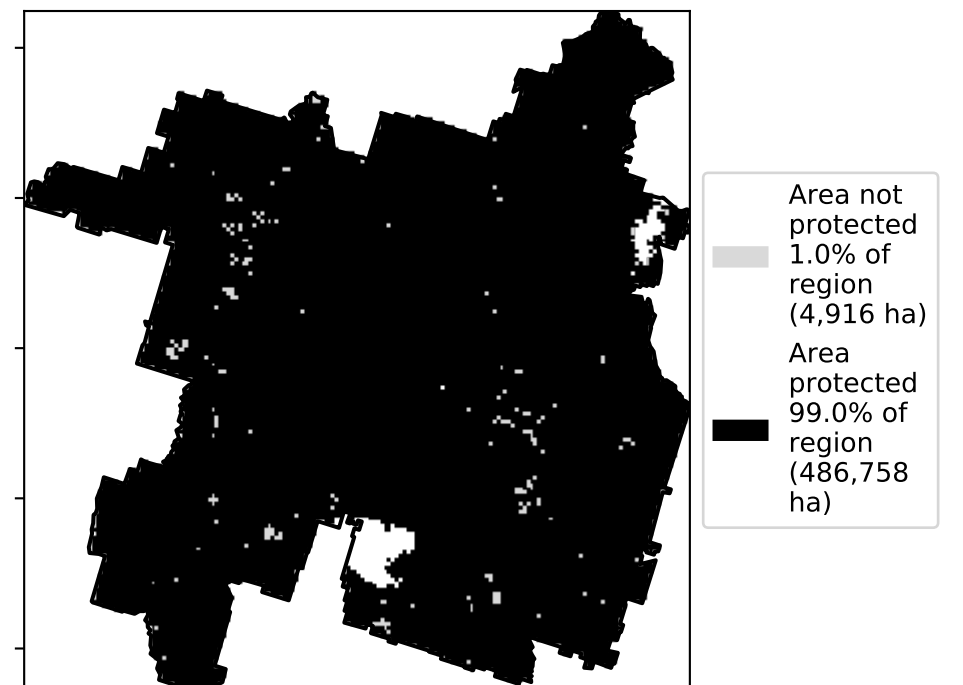 Area not
protected
1.0% of
region
(4,916 ha)
Area
protected
99.0% of
region
(486,758
ha)